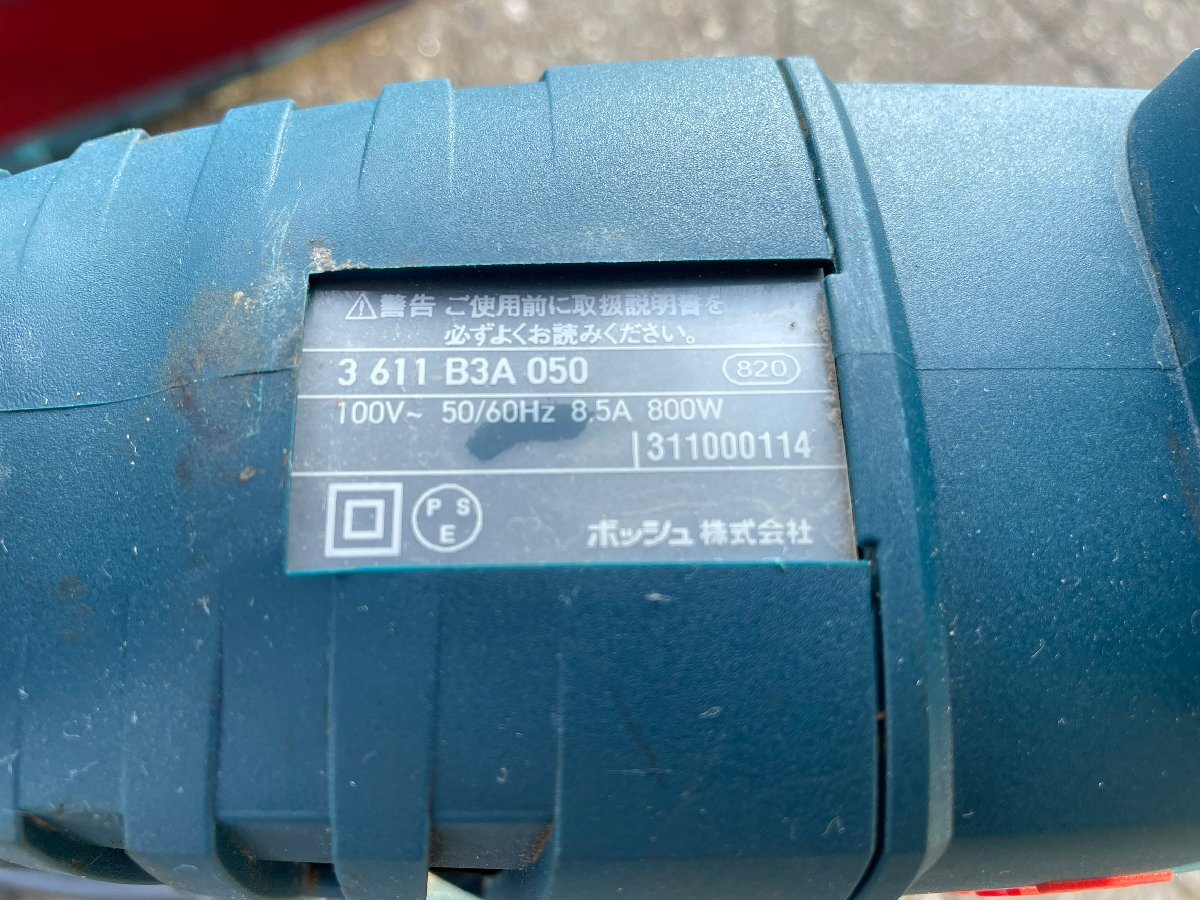 警告 ご使用前に取扱説明書を
必ずよくお読みください。
3 611 B3A 050 820
100V~ 50/60Hz 8.5A 800W
311000114
PSE ボッシュ株式会社